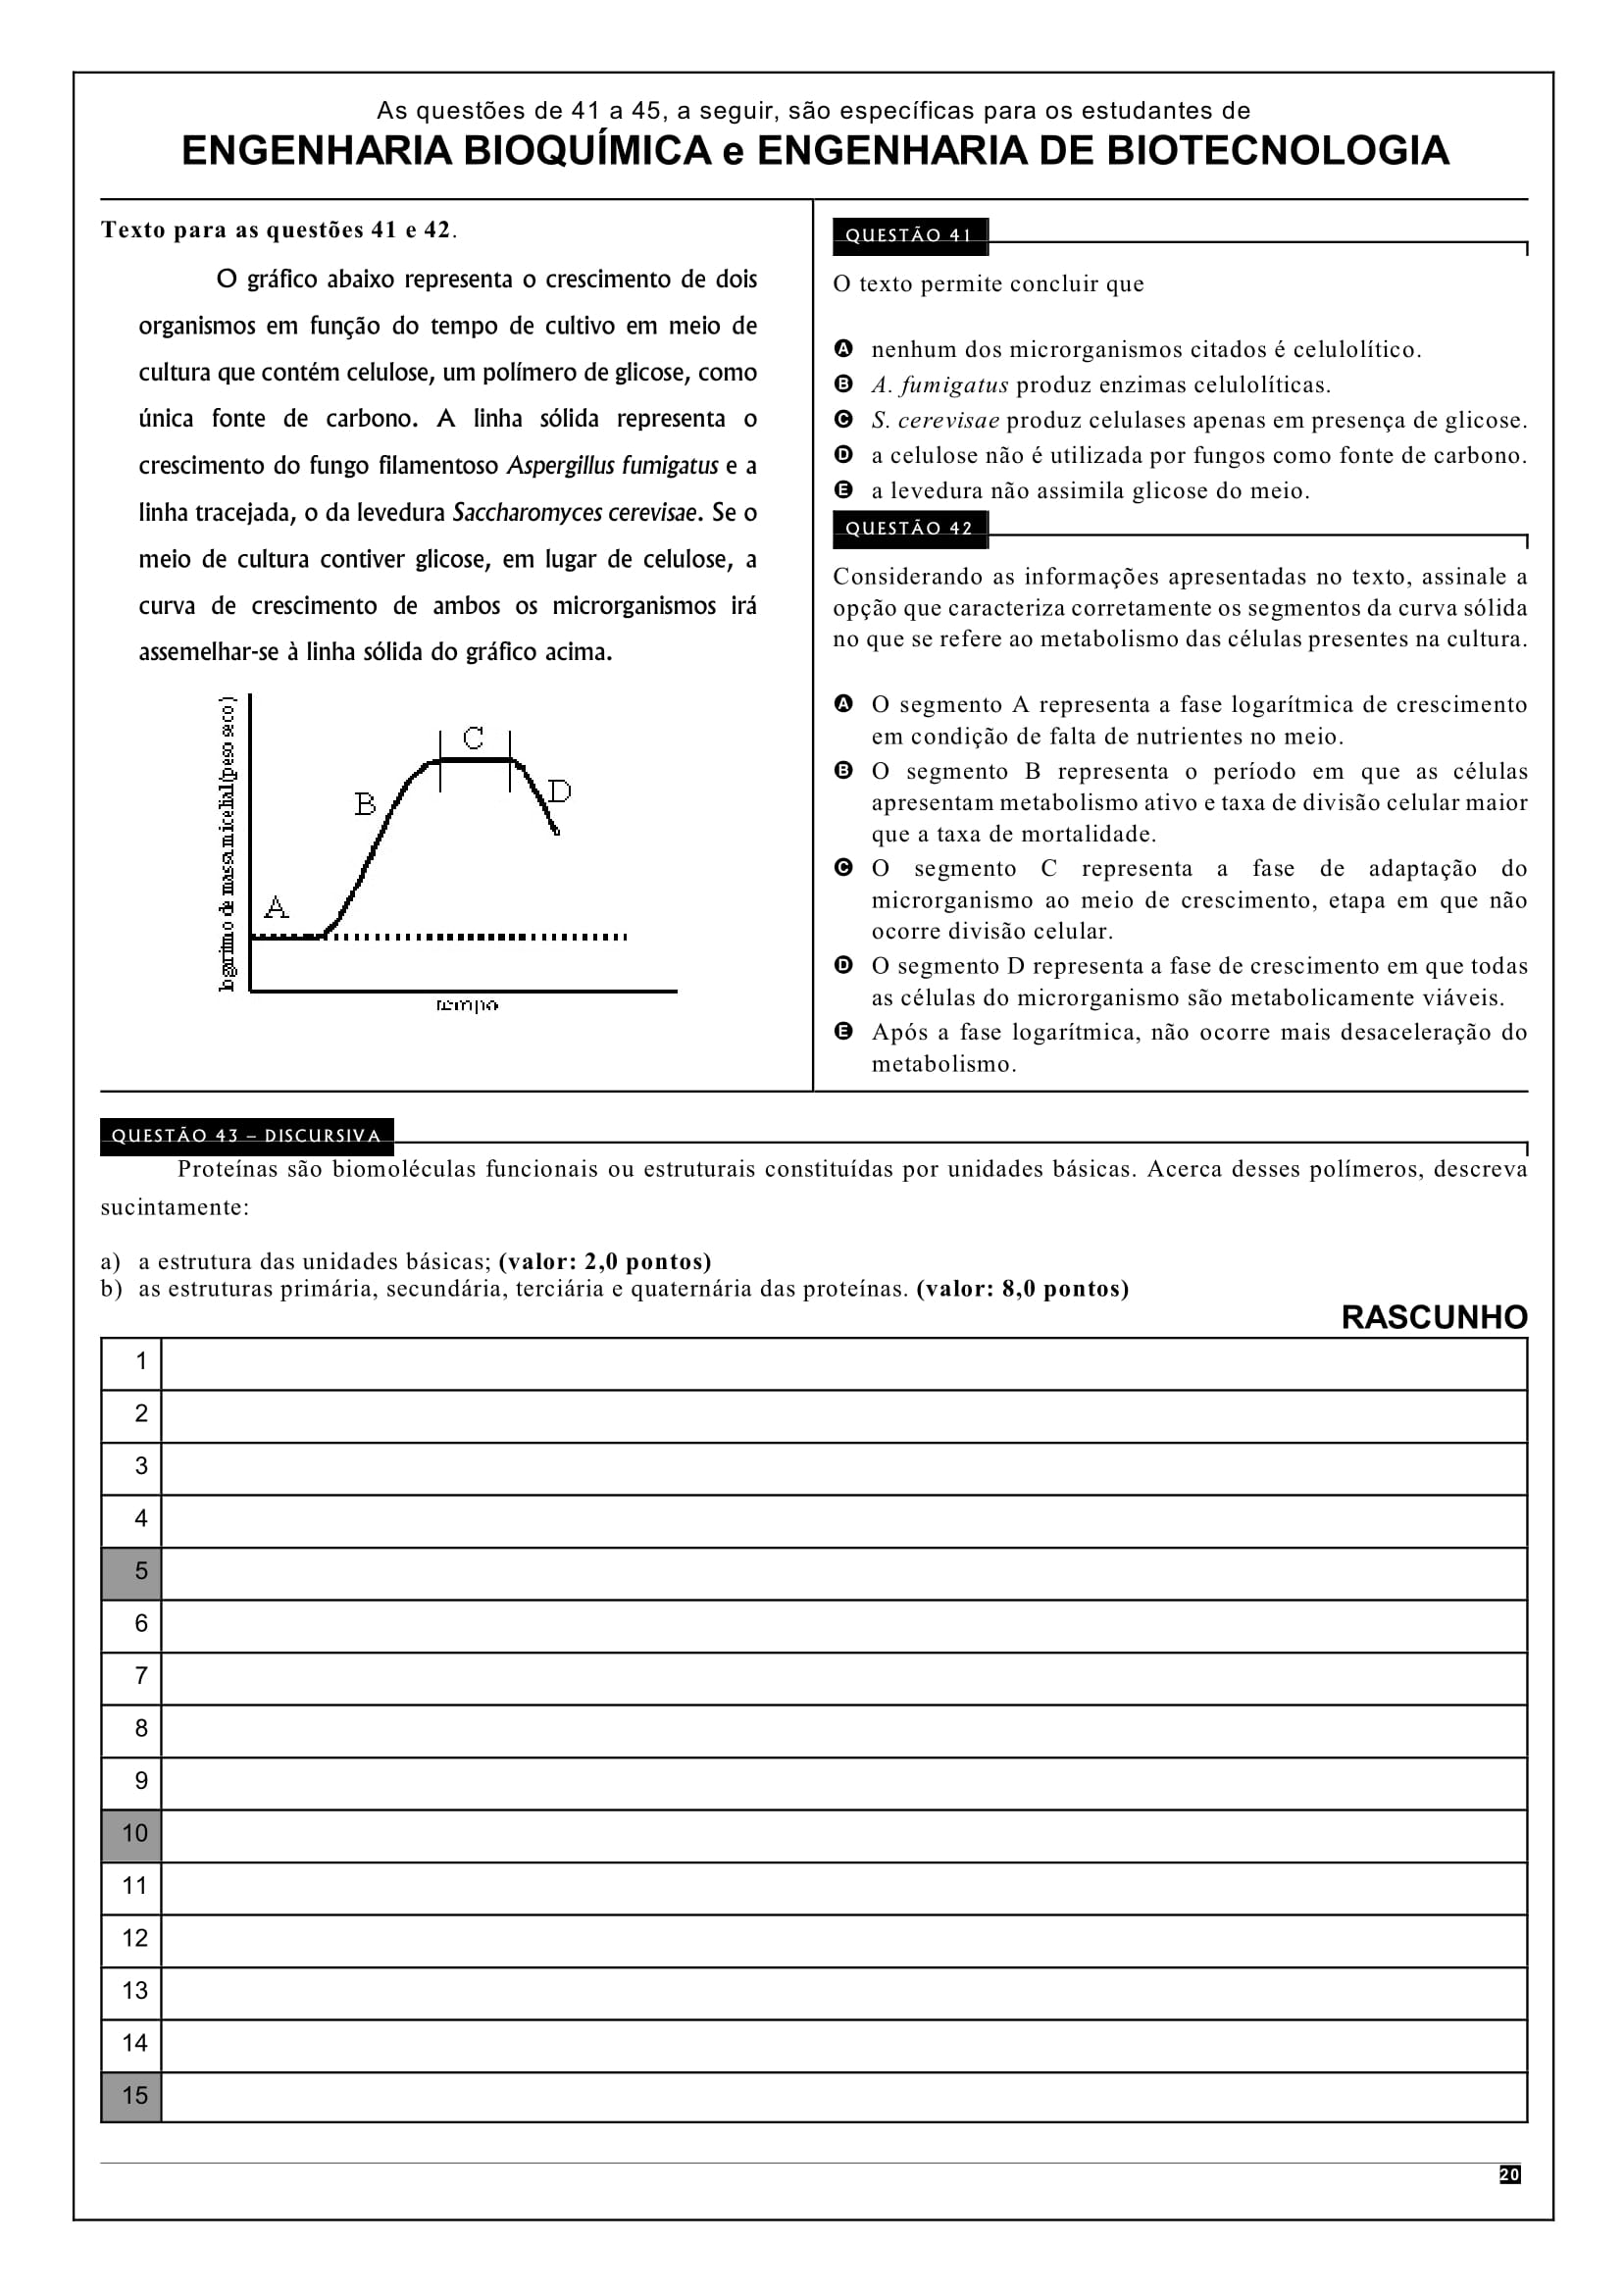 As questões de 41 a 45, a seguir, são específicas para os estudantes de
ENGENHARIA BIOQUÍMICA e ENGENHARIA DE BIOTECNOLOGIA
Texto para as questões 41 e 42.
O gráfico abaixo representa o crescimento de dois
organismos em função do tempo de cultivo em meio de
cultura que contém celulose, um polímero de glicose, como
única fonte de carbono. A linha sólida representa o
crescimento do fungo filamentoso Aspergillus fumigatus e a
linha tracejada, o da levedura Saccharomyces cerevisae. Se o
meio de cultura contiver glicose, em lugar de celulose, a
curva de crescimento de ambos os microrganismos irá
assemelhar-se à linha sólida do gráfico acima.
logaritmo de massa micelial (peso seco)
A
B
C
D
tempo
QUESTÃO 41
O texto permite concluir que
A nenhum dos microrganismos citados é celulolítico.
B A. fumigatus produz enzimas celulolíticas.
C S. cerevisae produz celulases apenas em presença de glicose.
D a celulose não é utilizada por fungos como fonte de carbono.
E a levedura não assimila glicose do meio.
QUESTÃO 42
Considerando as informações apresentadas no texto, assinale a
opção que caracteriza corretamente os segmentos da curva sólida
no que se refere ao metabolismo das células presentes na cultura.
A O segmento A representa a fase logarítmica de crescimento
em condição de falta de nutrientes no meio.
B O segmento B representa o período em que as células
apresentam metabolismo ativo e taxa de divisão celular maior
que a taxa de mortalidade.
C O segmento C representa a fase de adaptação do
microrganismo ao meio de crescimento, etapa em que não
ocorre divisão celular.
D O segmento D representa a fase de crescimento em que todas
as células do microrganismo são metabolicamente viáveis.
E Após a fase logarítmica, não ocorre mais desaceleração do
metabolismo.
QUESTÃO 43 – DISCURSIVA
Proteínas são biomoléculas funcionais ou estruturais constituídas por unidades básicas. Acerca desses polímeros, descreva
sucintamente:
a) a estrutura das unidades básicas; (valor: 2,0 pontos)
b) as estruturas primária, secundária, terciária e quaternária das proteínas. (valor: 8,0 pontos)
RASCUNHO
1
2
3
4
5
6
7
8
9
10
11
12
13
14
15
20